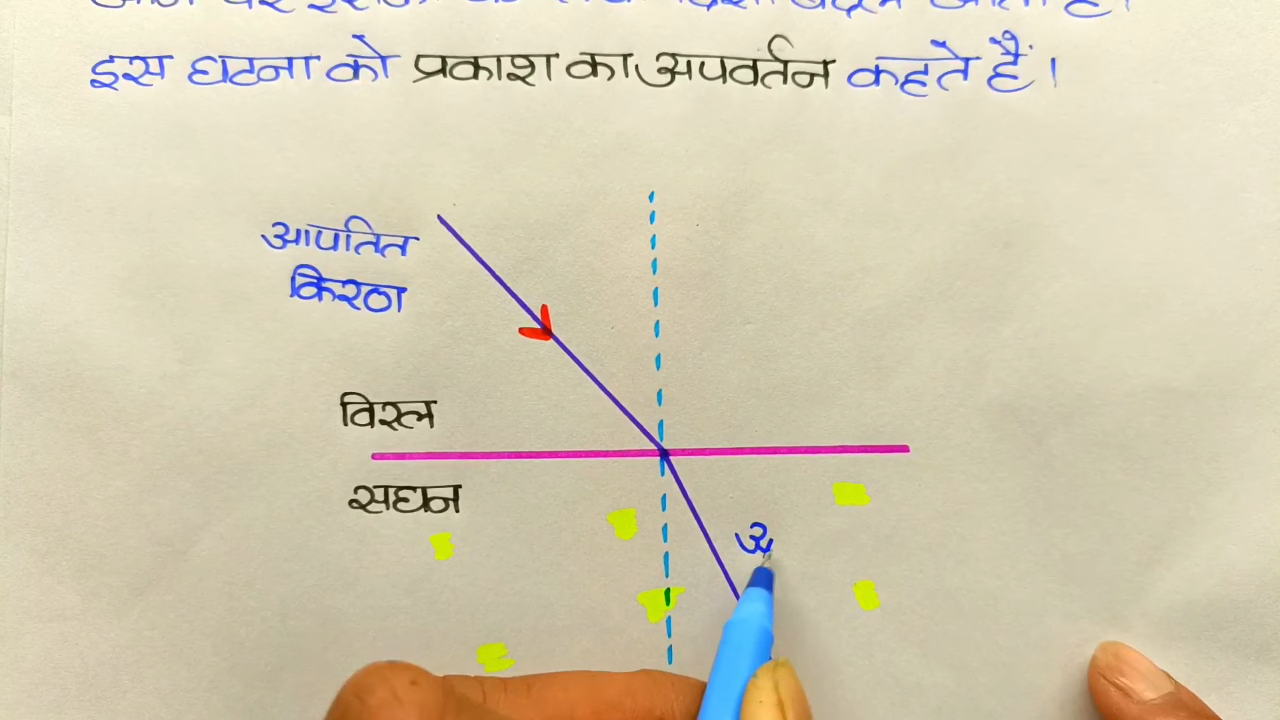 इस घटना को प्रकाश का अपवर्तन कहते हैं।
आपतित
किरण
विरल
सघन